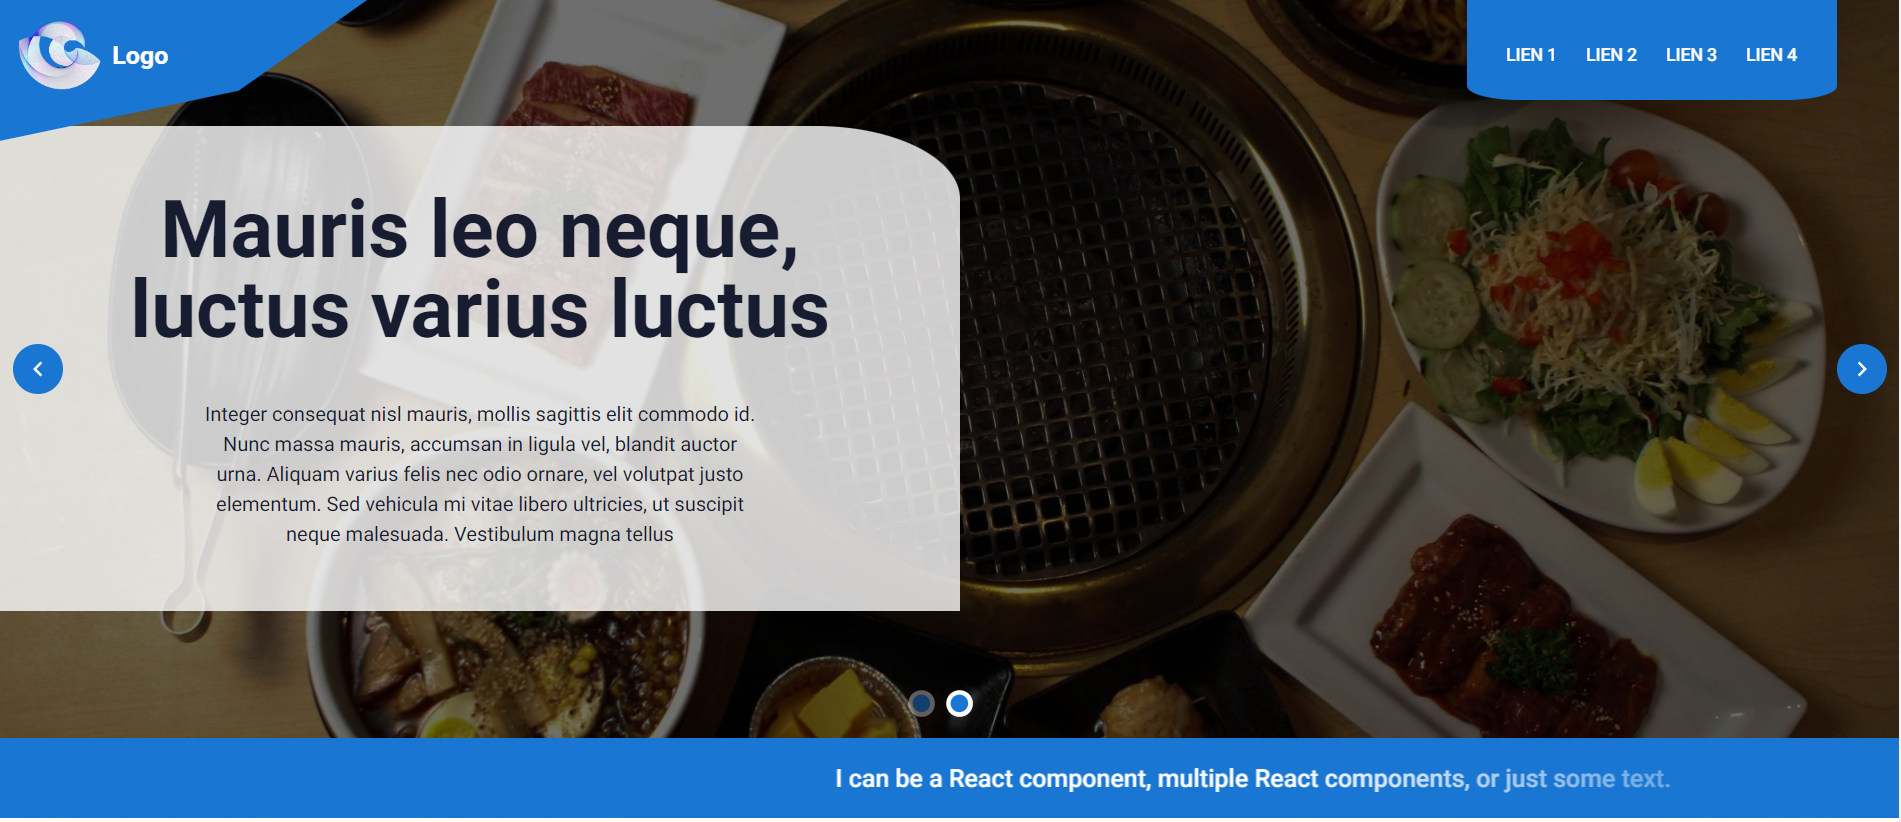 Logo
LIEN 1 LIEN 2 LIEN 3 LIEN 4
Mauris leo neque,
luctus varius luctus
Integer consequat nisl mauris, mollis sagittis elit commodo id.
Nunc massa mauris, accumsan in ligula vel, blandit auctor
urna. Aliquam varius felis nec odio ornare, vel volutpat justo
elementum. Sed vehicula mi vitae libero ultricies, ut suscipit
neque malesuada. Vestibulum magna tellus
I can be a React component, multiple React components, or just some text.